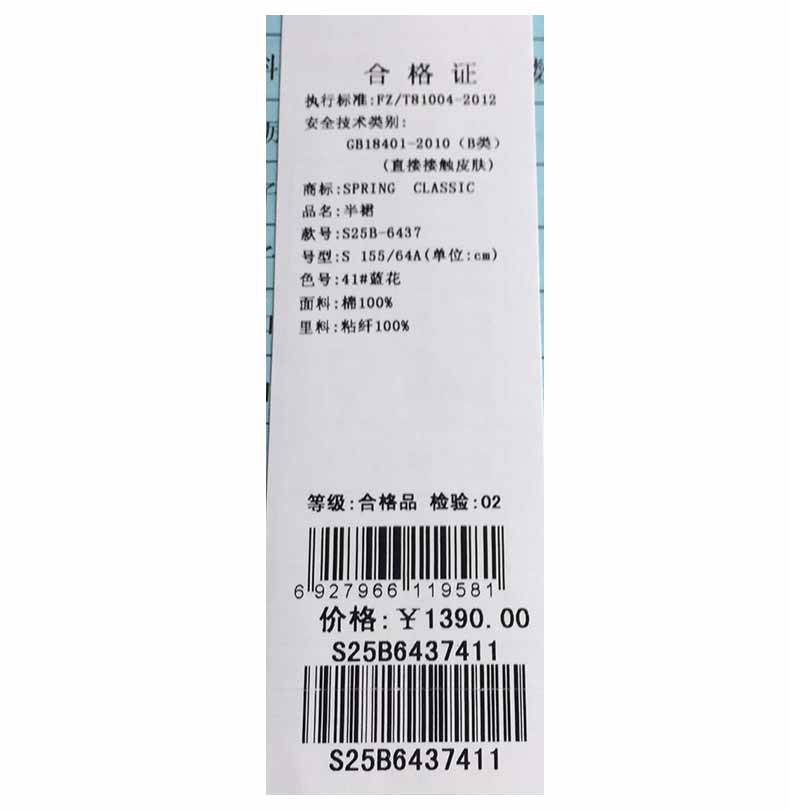 合格证
执行标准:FZ/T81004-2012
安全技术类别:
GB18401-2010（B类）
(直接接触皮肤)
商标:SPRING CLASSIC
品名:半裙
款号:S25B-6437
号型:S 155/64A(单位:cm)
色号:41#蓝花
面料:棉100%
里料:粘纤100%
等级:合格品 检验:02
6 927966 119581
价格:￥1390.00
S25B6437411
S25B6437411